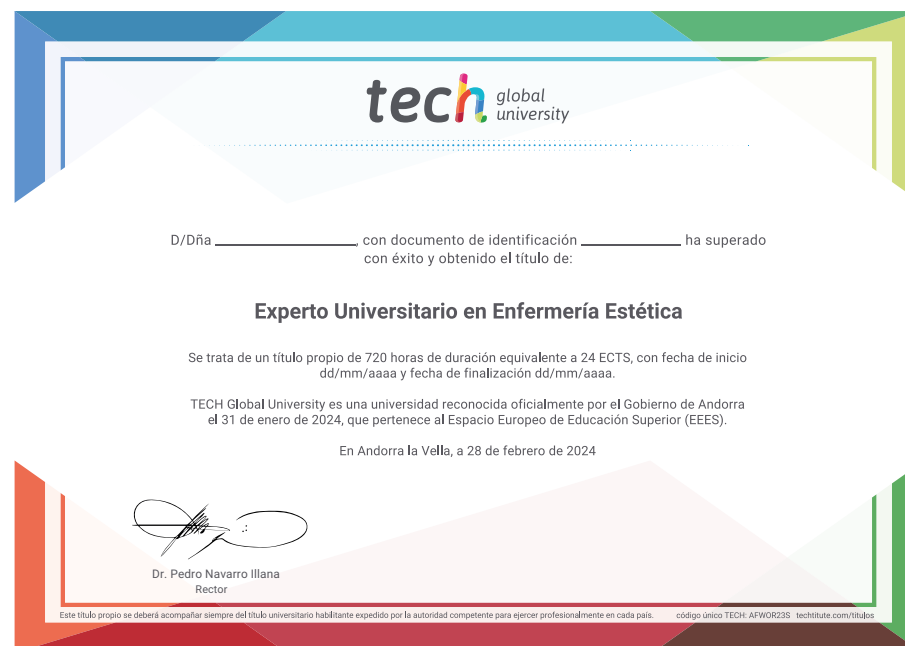 tech global university
D/Dña ____________________, con documento de identificación ______________ ha superado
con éxito y obtenido el título de:
Experto Universitario en Enfermería Estética
Se trata de un título propio de 720 horas de duración equivalente a 24 ECTS, con fecha de inicio
dd/mm/aaaa y fecha de finalización dd/mm/aaaa.
TECH Global University es una universidad reconocida oficialmente por el Gobierno de Andorra
el 31 de enero de 2024, que pertenece al Espacio Europeo de Educación Superior (EEES).
En Andorra la Vella, a 28 de febrero de 2024
Dr. Pedro Navarro Illana
Rector
Este título propio se deberá acompañar siempre del título universitario habilitante expedido por la autoridad competente para ejercer profesionalmente en cada país. código único TECH: AFWOR23S techtitute.com/titulos